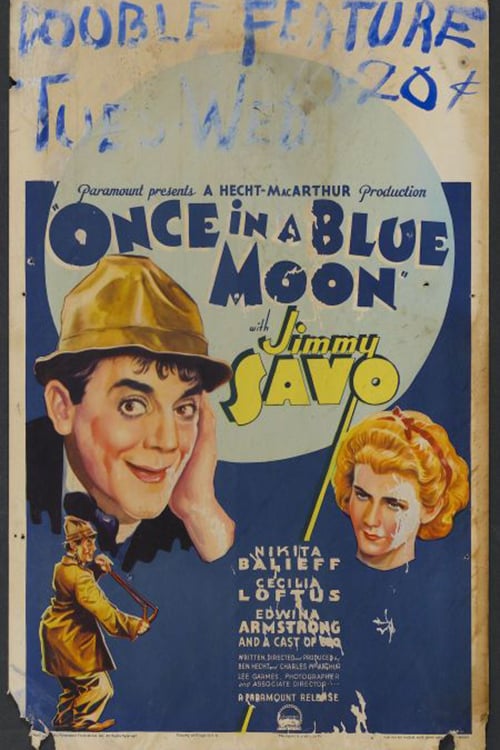 DOUBLE FEATURE
TUES WED 20¢
Paramount presents A HECHT-MACARTHUR Production
"ONCE IN A BLUE
MOON"
with Jimmy
SAVO
NIKITA
BALIEFF
CECILIA
LOFTUS
EDWINA
ARMSTRONG
AND A CAST OF
WRITTEN, DIRECTED AND PRODUCED BY
BEN HECHT AND CHARLES MACARTHUR
LEE GARMES, PHOTOGRAPHER
AND ASSOCIATE DIRECTOR
A PARAMOUNT RELEASE